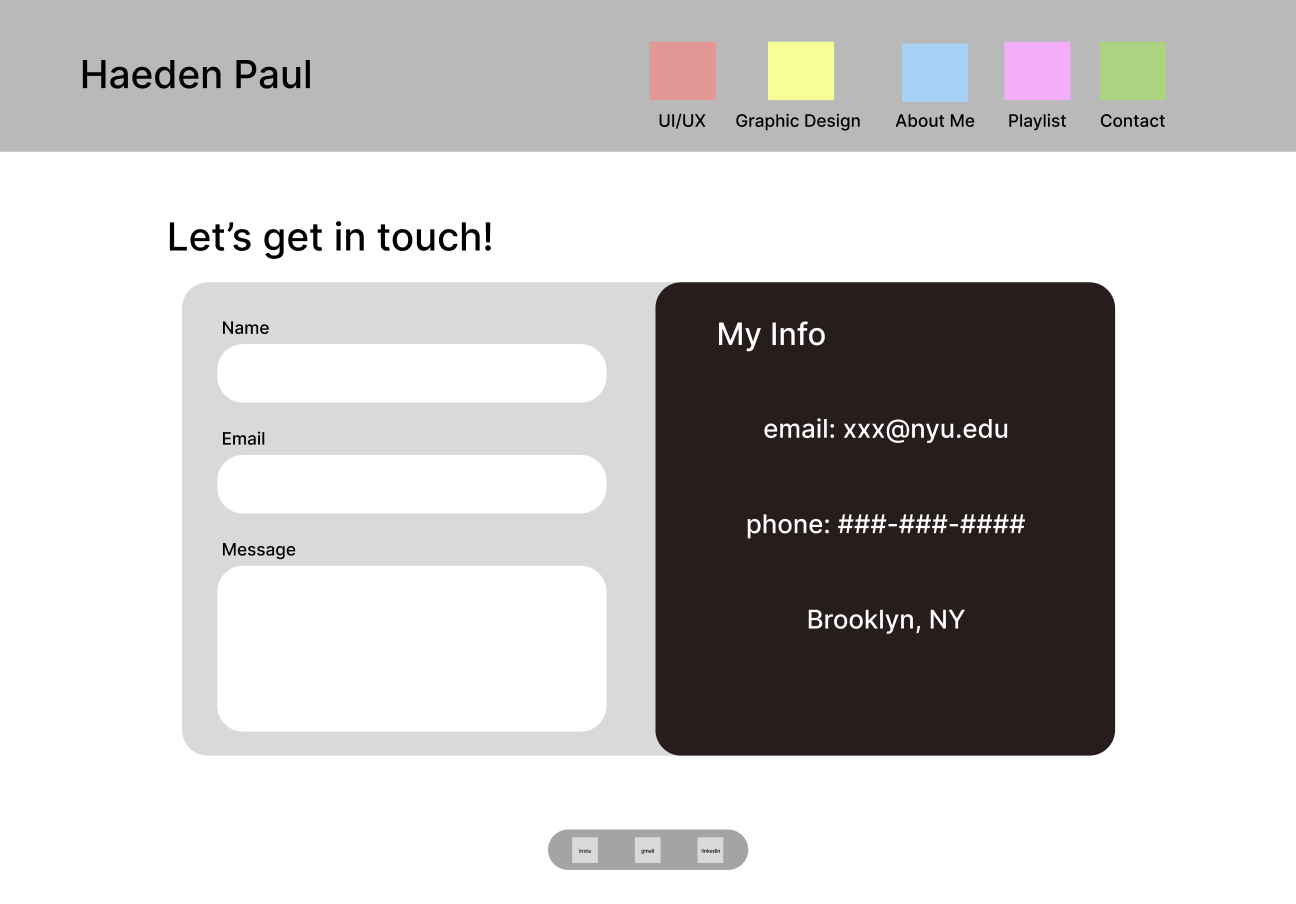 Haeden Paul
UI/UX
Graphic Design
About Me
Playlist
Contact
Let’s get in touch!
Name
Email
Message
My Info
email: xxx@nyu.edu
phone: ###-###-####
Brooklyn, NY
insta
gmail
linkedin